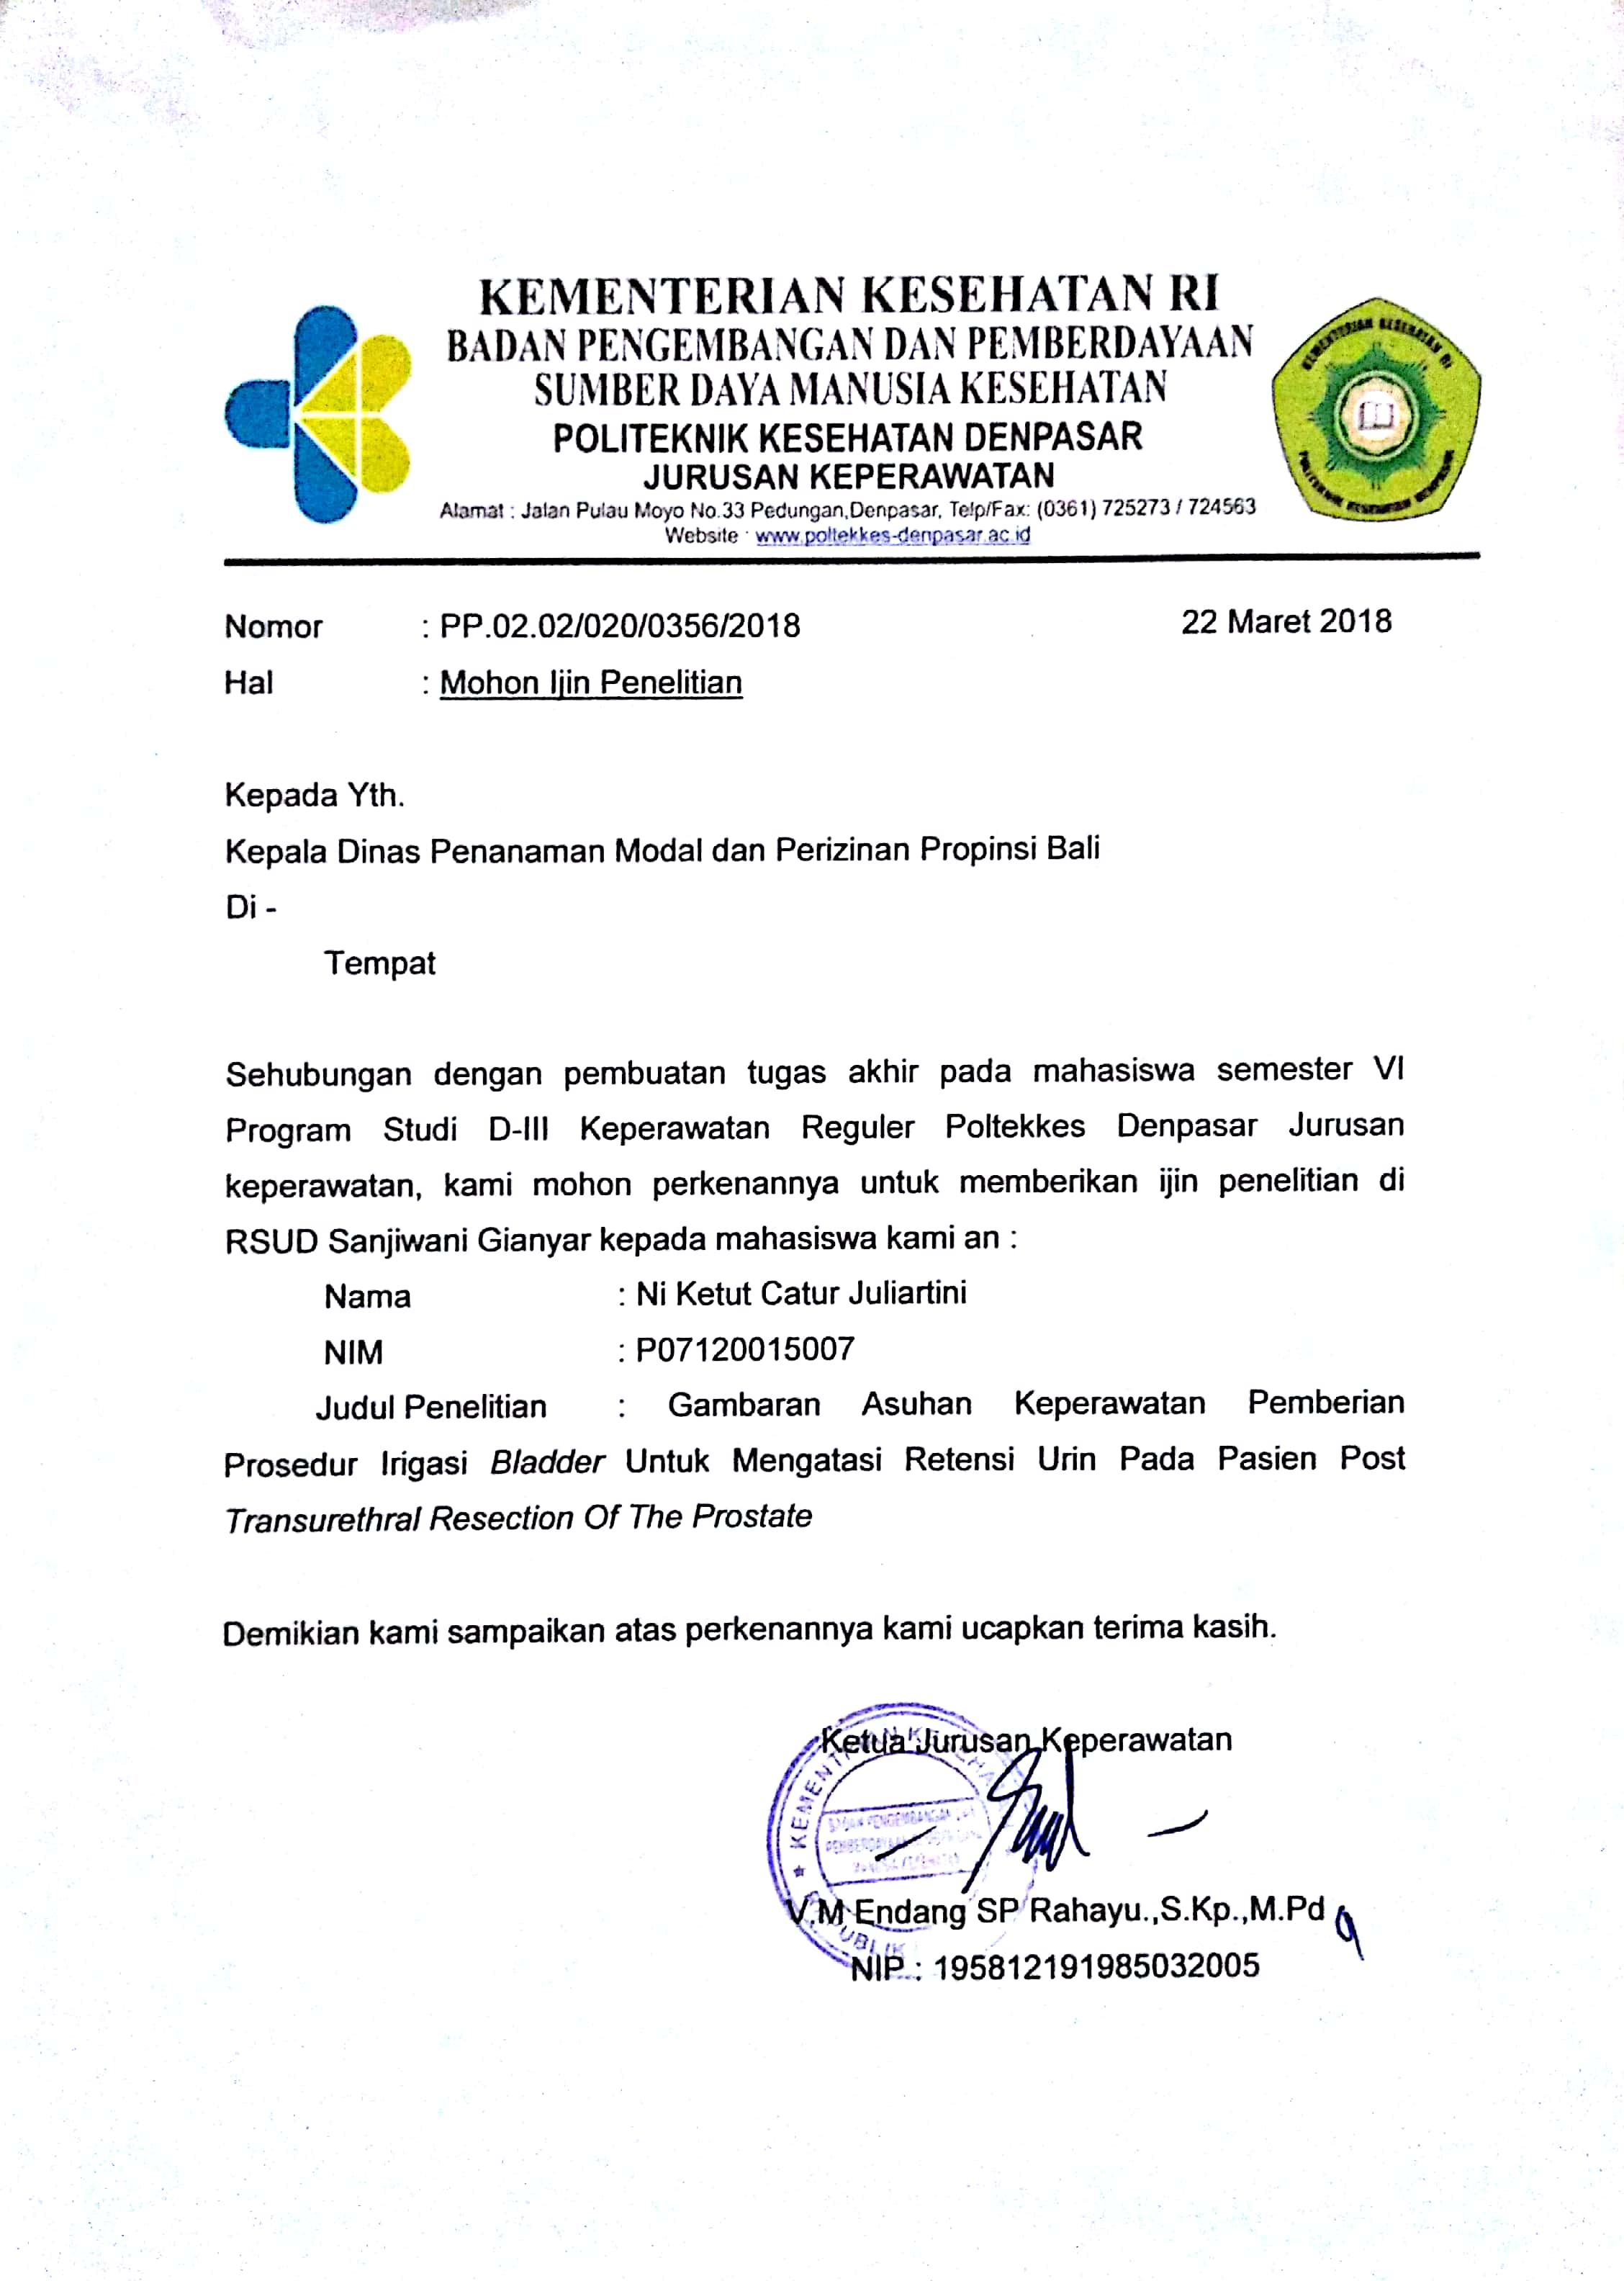 KEMENTERIAN KESEHATAN RI
BADAN PENGEMBANGAN DAN PEMBERDAYAAN
SUMBER DAYA MANUSIA KESEHATAN
POLITEKNIK KESEHATAN DENPASAR
JURUSAN KEPERAWATAN
Alamat : Jalan Pulau Moyo No.33 Pedungan,Denpasar, Telp/Fax: (0361) 725273 / 724563
Website : www.poltekkes-denpasar.ac.id
KEMENTERIAN KESEHATAN RI
POLITEKNIK KESEHATAN DENPASAR
Nomor : PP.02.02/020/0356/2018 22 Maret 2018
Hal : Mohon Ijin Penelitian
Kepada Yth.
Kepala Dinas Penanaman Modal dan Perizinan Propinsi Bali
Di -
Tempat
Sehubungan dengan pembuatan tugas akhir pada mahasiswa semester VI
Program Studi D-III Keperawatan Reguler Poltekkes Denpasar Jurusan
keperawatan, kami mohon perkenannya untuk memberikan ijin penelitian di
RSUD Sanjiwani Gianyar kepada mahasiswa kami an :
Nama : Ni Ketut Catur Juliartini
NIM : P07120015007
Judul Penelitian : Gambaran Asuhan Keperawatan Pemberian
Prosedur Irigasi Bladder Untuk Mengatasi Retensi Urin Pada Pasien Post
Transurethral Resection Of The Prostate
Demikian kami sampaikan atas perkenannya kami ucapkan terima kasih.
Ketua Jurusan Keperawatan
V.M Endang SP Rahayu.,S.Kp.,M.Pd
NIP : 195812191985032005